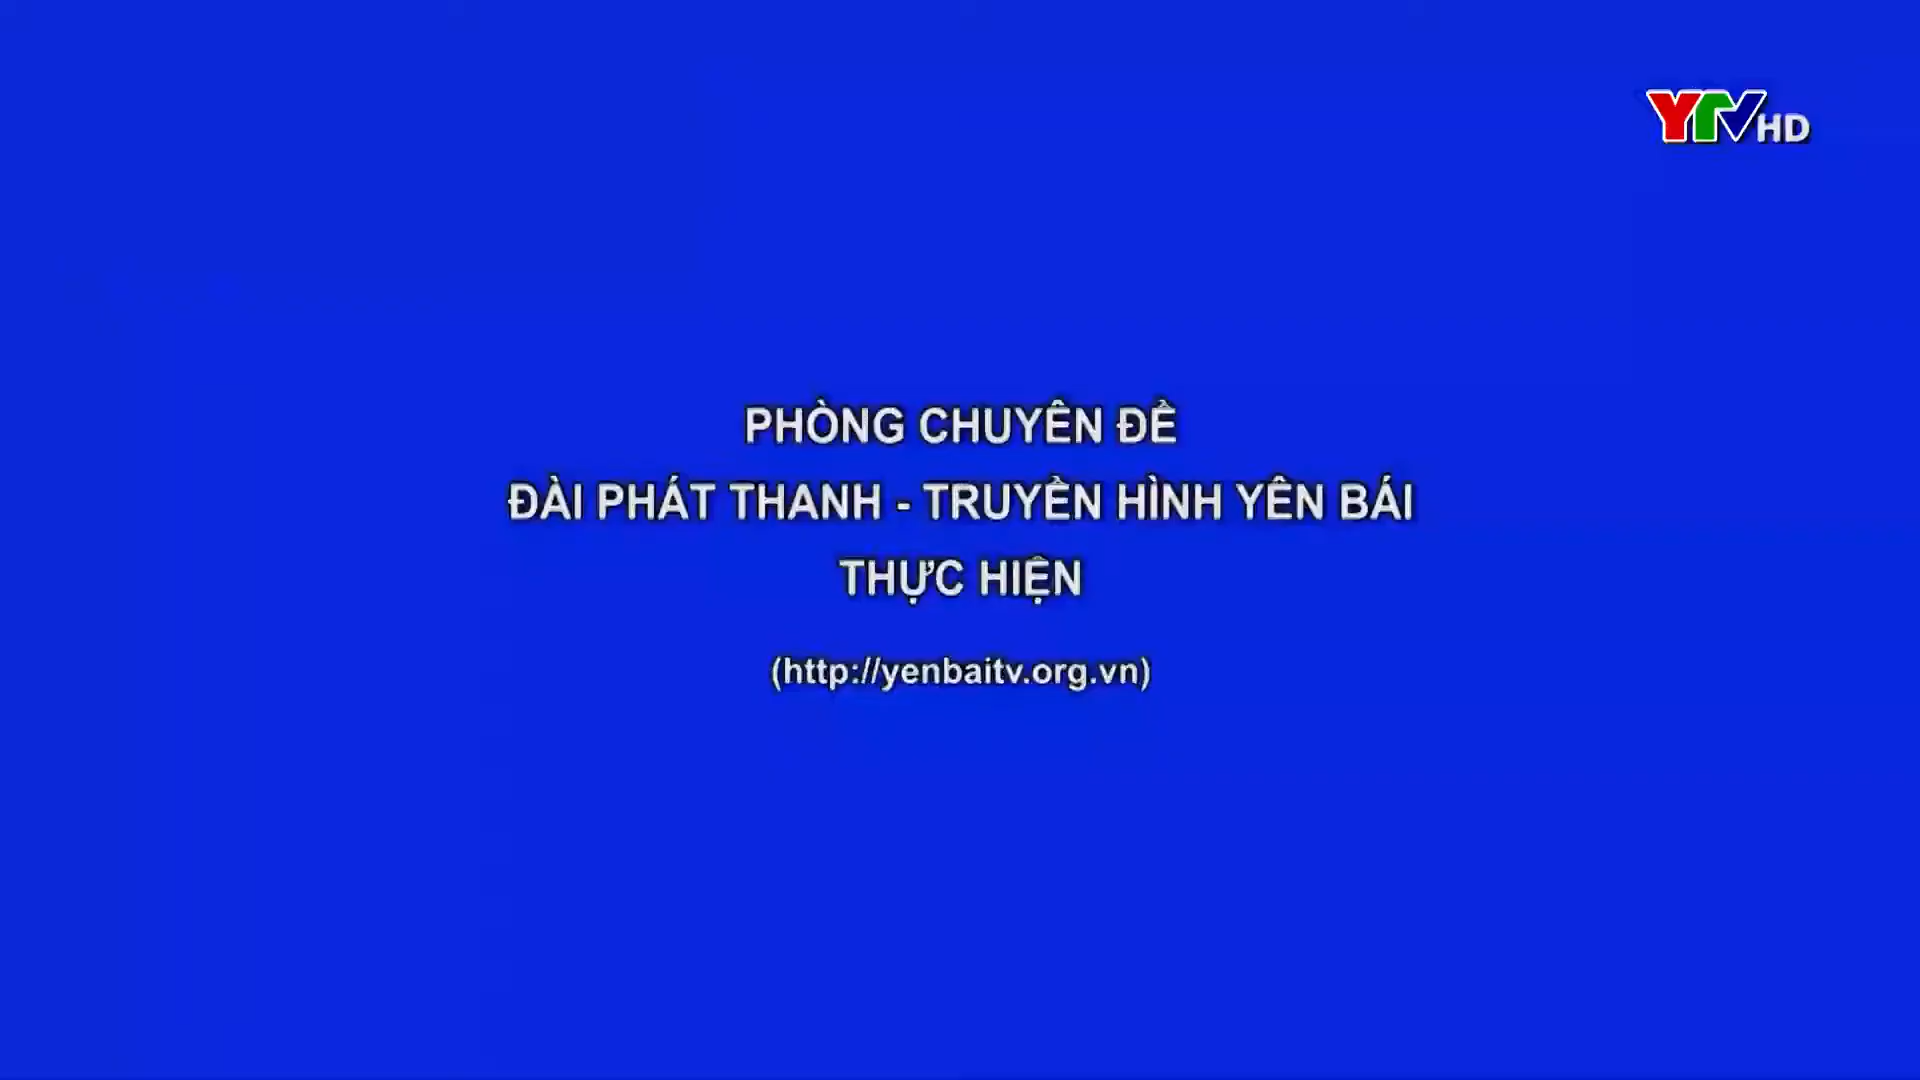 YTV HD
PHÒNG CHUYÊN ĐỀ
ĐÀI PHÁT THANH - TRUYỀN HÌNH YÊN BÁI
THỰC HIỆN
(http://yenbaitv.org.vn)